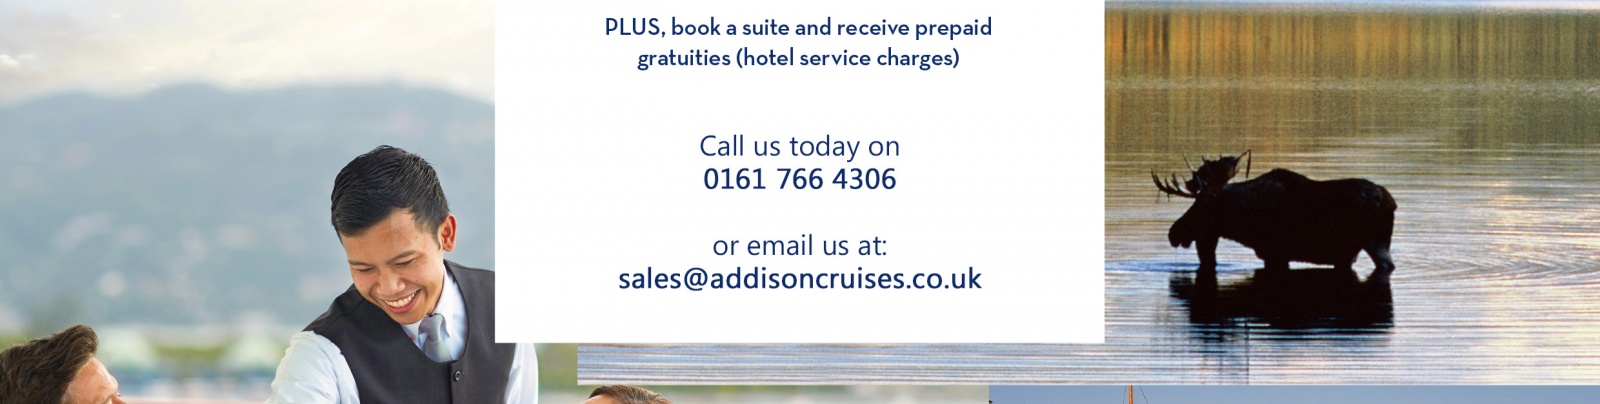 PLUS, book a suite and receive prepaid
gratuities (hotel service charges)
Call us today on
0161 766 4306
or email us at:
sales@addisoncruises.co.uk